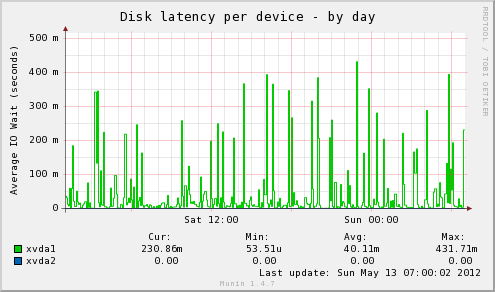 Disk latency per device - by day
RRDTOOL / TOBI OETIKER
Average IO Wait (seconds)
500 m
400 m
300 m
200 m
100 m
0.0
Sat 12:00 Sun 00:00
Cur: Min: Avg: Max:
xvda1 230.86m 53.51u 40.11m 431.71m
xvda2 0.00 0.00 0.00 0.00
Last update: Sun May 13 07:00:02 2012
Munin 1.4.7